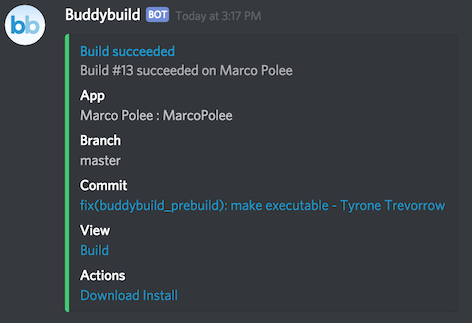 bb
Buddybuild BOT Today at 3:17 PM
Build succeeded
Build #13 succeeded on Marco Polee
App
Marco Polee : MarcoPolee
Branch
master
Commit
fix(buddybuild_prebuild): make executable - Tyrone Trevorrow
View
Build
Actions
Download Install